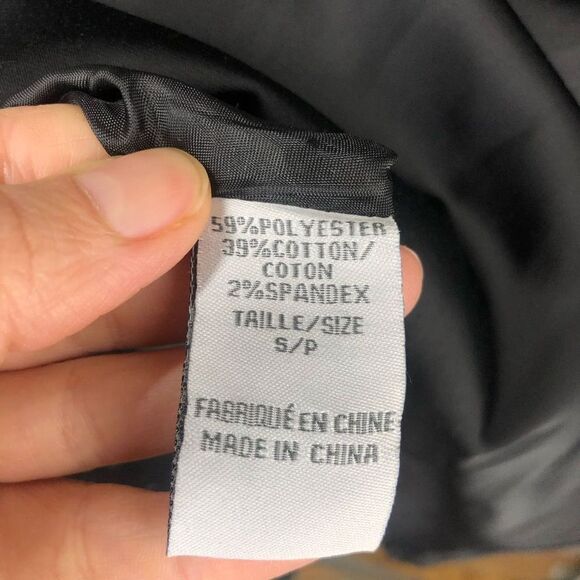 59%POLYESTER
39%COTTON/
COTON
2%SPANDEX
TAILLE/SIZE
S/P
FABRIQUÉ EN CHINE
MADE IN CHINA